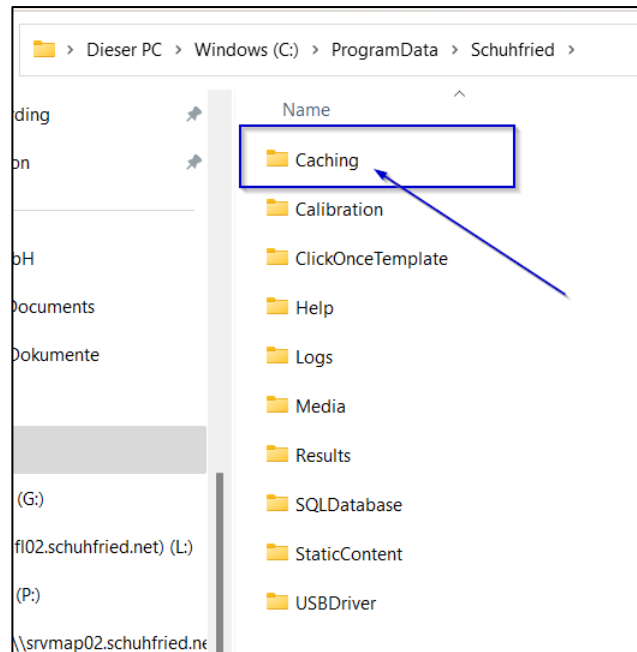 Dieser PC > Windows (C:) > ProgramData > Schuhfried >
ding
on
bH
Documents
Dokumente
(G:)
fl02.schuhfried.net) (L:)
(P:)
\\srvmap02.schuhfried.ne
Name
Caching
Calibration
ClickOnceTemplate
Help
Logs
Media
Results
SQLDatabase
StaticContent
USBDriver